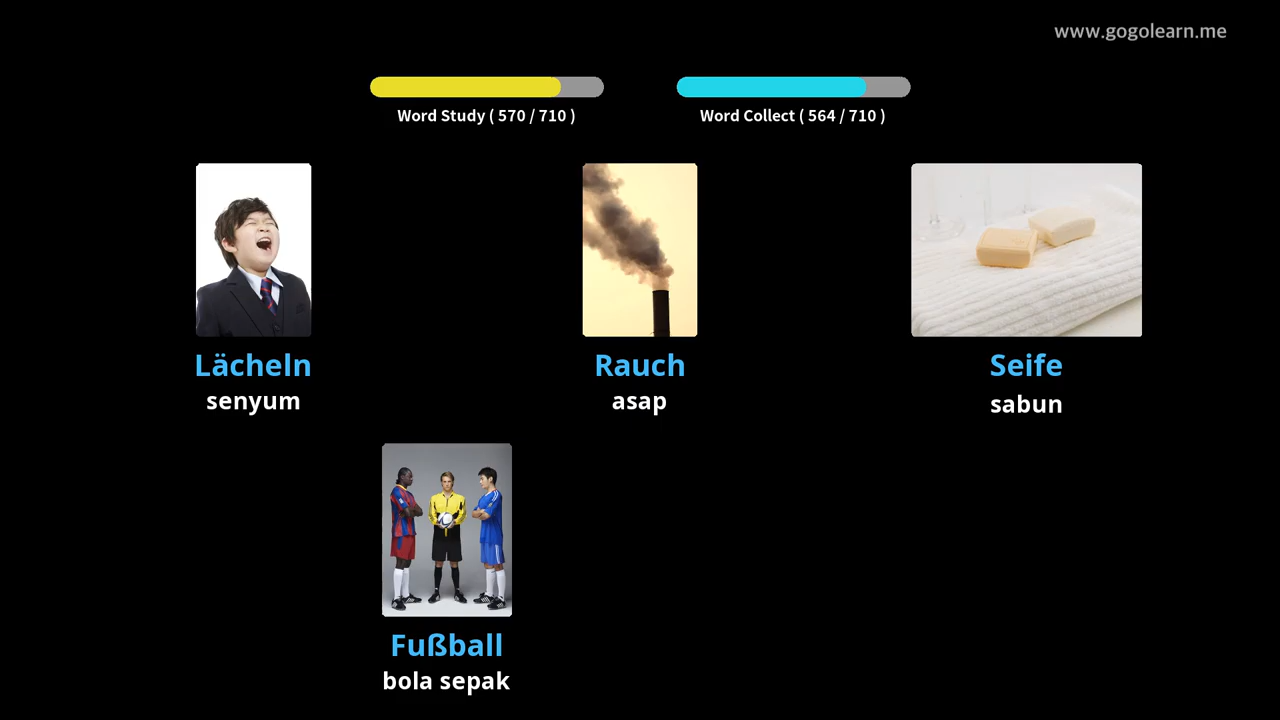 www.gogolearn.me
Word Study ( 570 / 710 )
Word Collect ( 564 / 710 )
Lächeln
senyum
Rauch
asap
Seife
sabun
Fußball
bola sepak